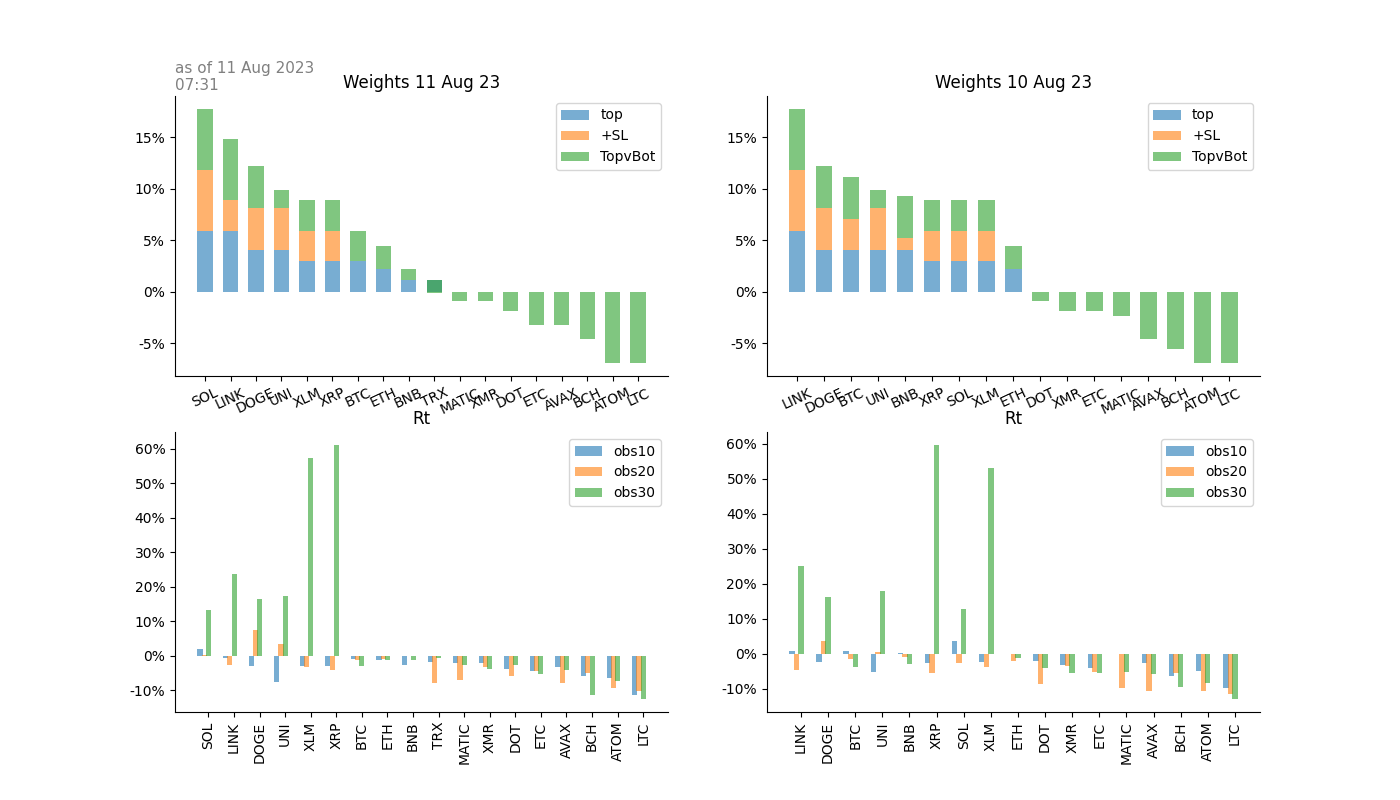 as of 11 Aug 2023
07:31
Weights 11 Aug 23
15%
10%
5%
0%
-5%
top
+SL
TopvBot
SOL LINK DOGE UNI XLM XRP BTC ETH BNB TRX MATIC XMR DOT ETC AVAX BCH ATOM LTC
Weights 10 Aug 23
15%
10%
5%
0%
-5%
top
+SL
TopvBot
LINK DOGE BTC UNI BNB XRP SOL XLM ETH DOT XMR ETC MATIC AVAX BCH ATOM LTC
Rt
60%
50%
40%
30%
20%
10%
0%
-10%
obs10
obs20
obs30
SOL LINK DOGE UNI XLM XRP BTC ETH BNB TRX MATIC XMR DOT ETC AVAX BCH ATOM LTC
Rt
60%
50%
40%
30%
20%
10%
0%
-10%
obs10
obs20
obs30
LINK DOGE BTC UNI BNB XRP SOL XLM ETH DOT XMR ETC MATIC AVAX BCH ATOM LTC